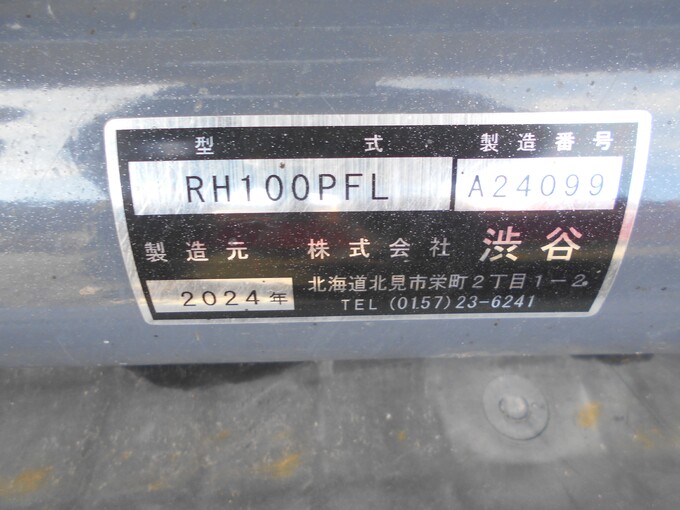 型式 製造番号
RH100PFL A24099
製造元 株式会社 渋谷
2024年 北海道北見市栄町2丁目1-2
TEL (0157)23-6241